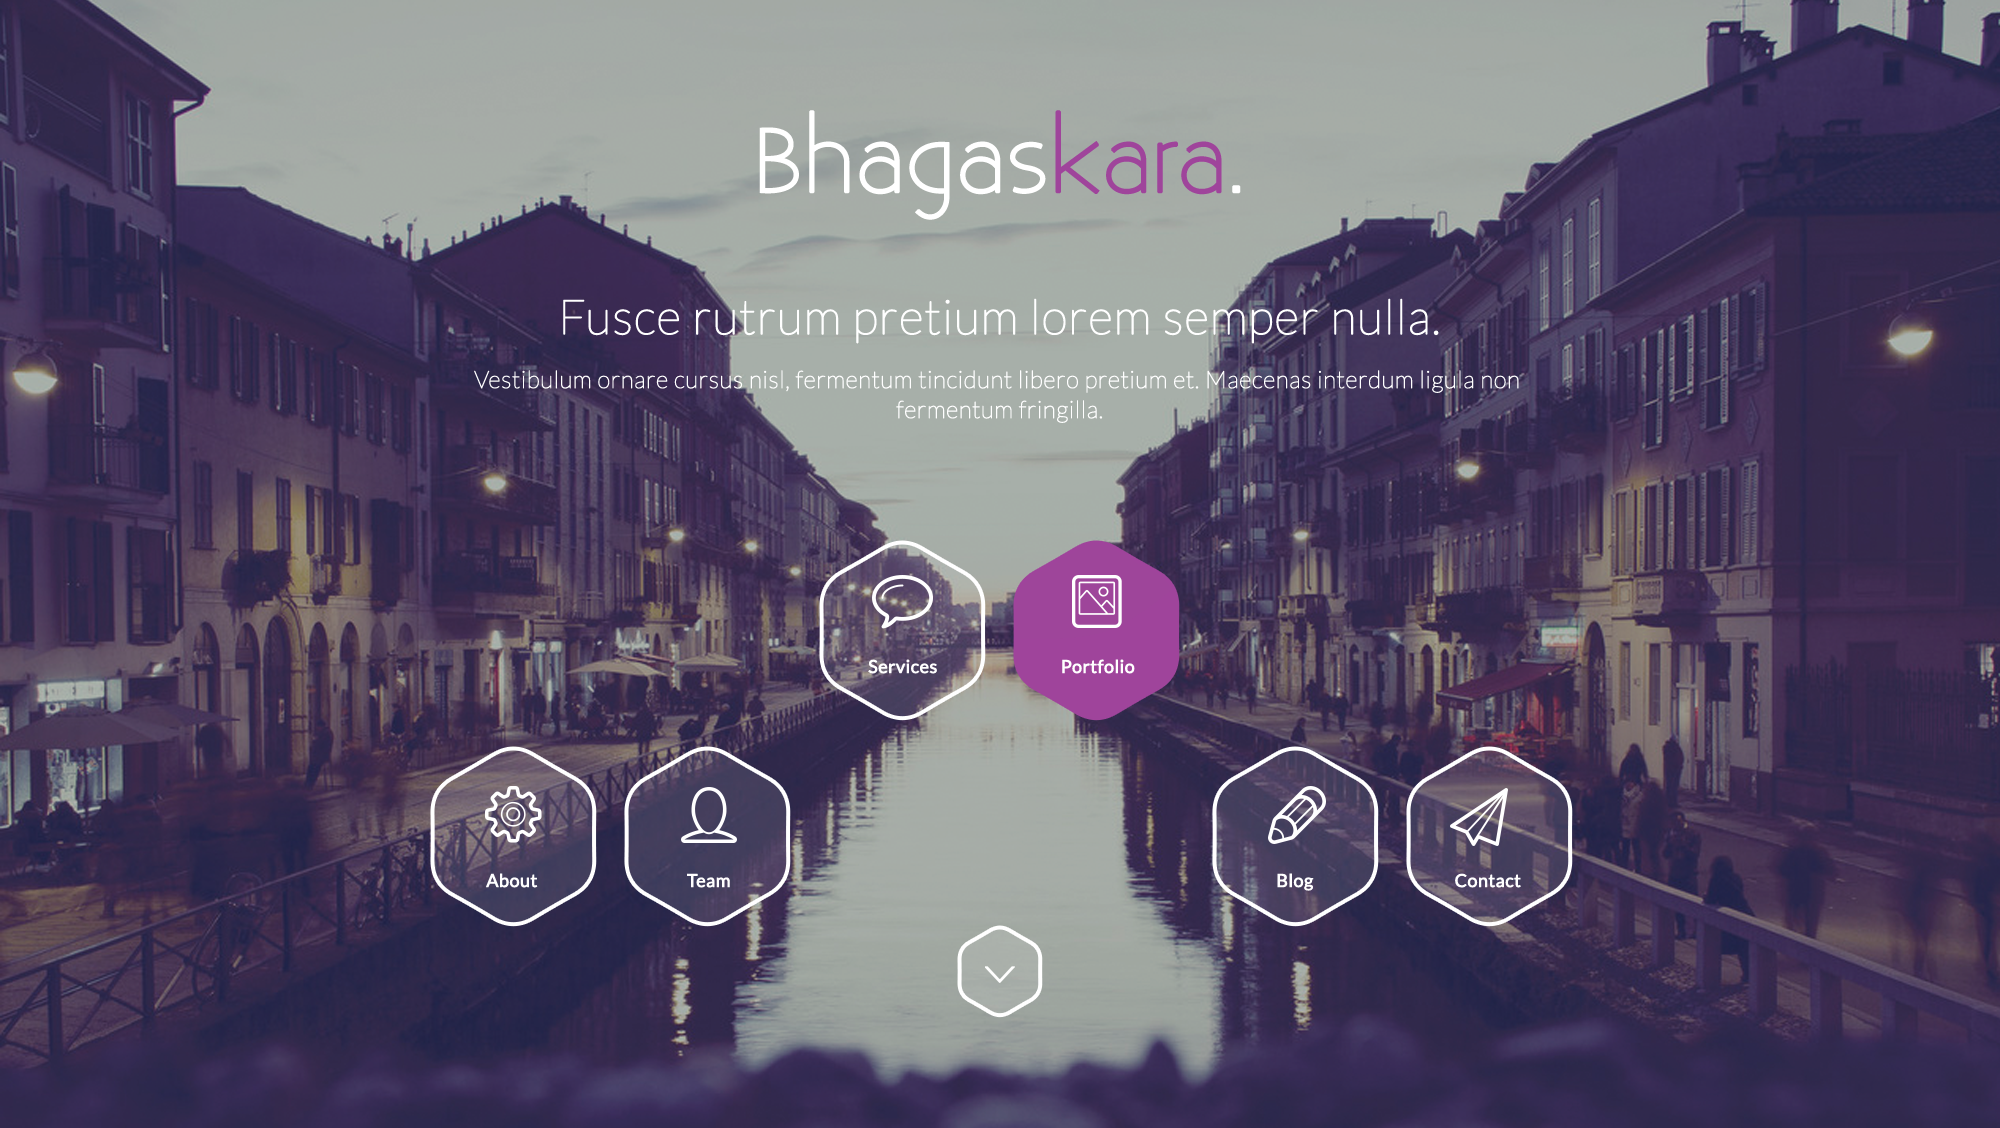 Bhagaskara.
Fusce rutrum pretium lorem semper nulla.
Vestibulum ornare cursus nisl, fermentum tincidunt libero pretium et. Maecenas interdum ligula non
fermentum fringilla.
Services
Portfolio
About
Team
Blog
Contact